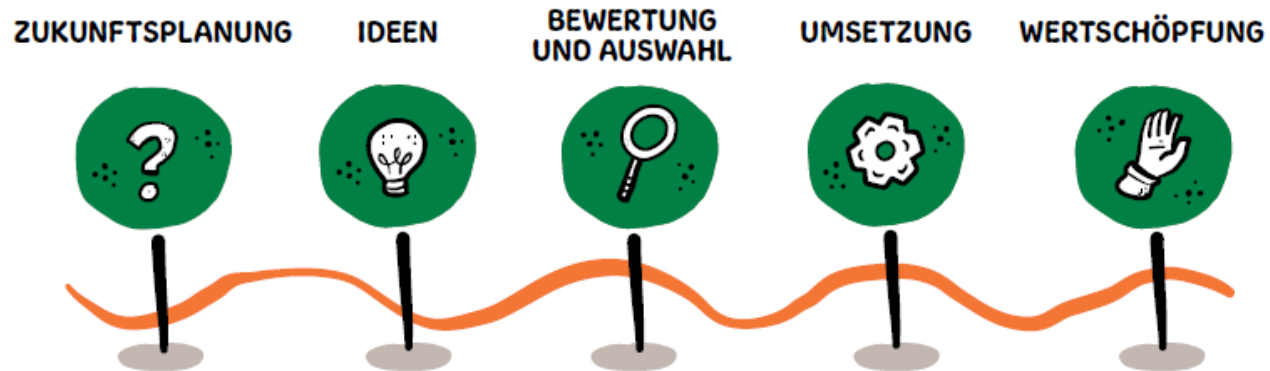 ZUKUNFTSPLANUNG
IDEEN
BEWERTUNG
UND AUSWAHL
UMSETZUNG
WERTSCHÖPFUNG
?